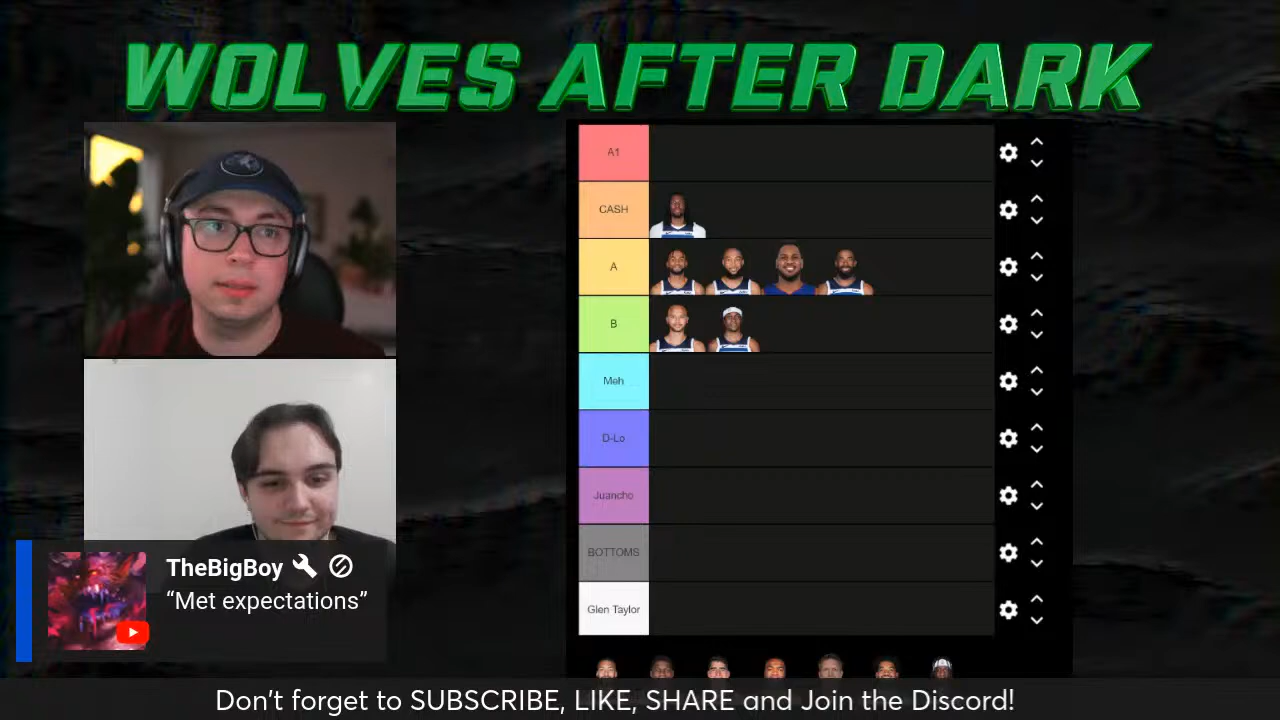 WOLVES AFTER DARK
A1
CASH
A
B
Meh
D-Lo
Juancho
BOTTOMS
Glen Taylor
TheBigBoy
“Met expectations”
Don't forget to SUBSCRIBE, LIKE, SHARE and Join the Discord!